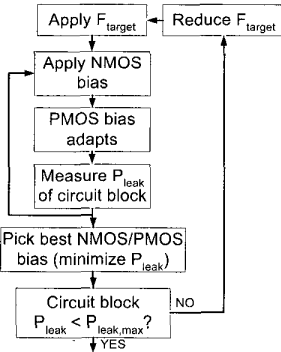 Apply F_target
Reduce F_target
Apply NMOS
bias
PMOS bias
adapts
Measure P_leak
of circuit block
Pick best NMOS/PMOS
bias (minimize P_leak)
Circuit block
P_leak < P_leak,max?
NO
YES